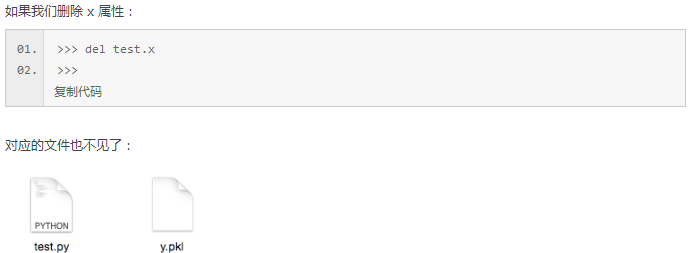 如果我们删除 x 属性：
01. >>> del test.x
02. >>>
复制代码
对应的文件也不见了：
PYTHON
test.py y.pkl